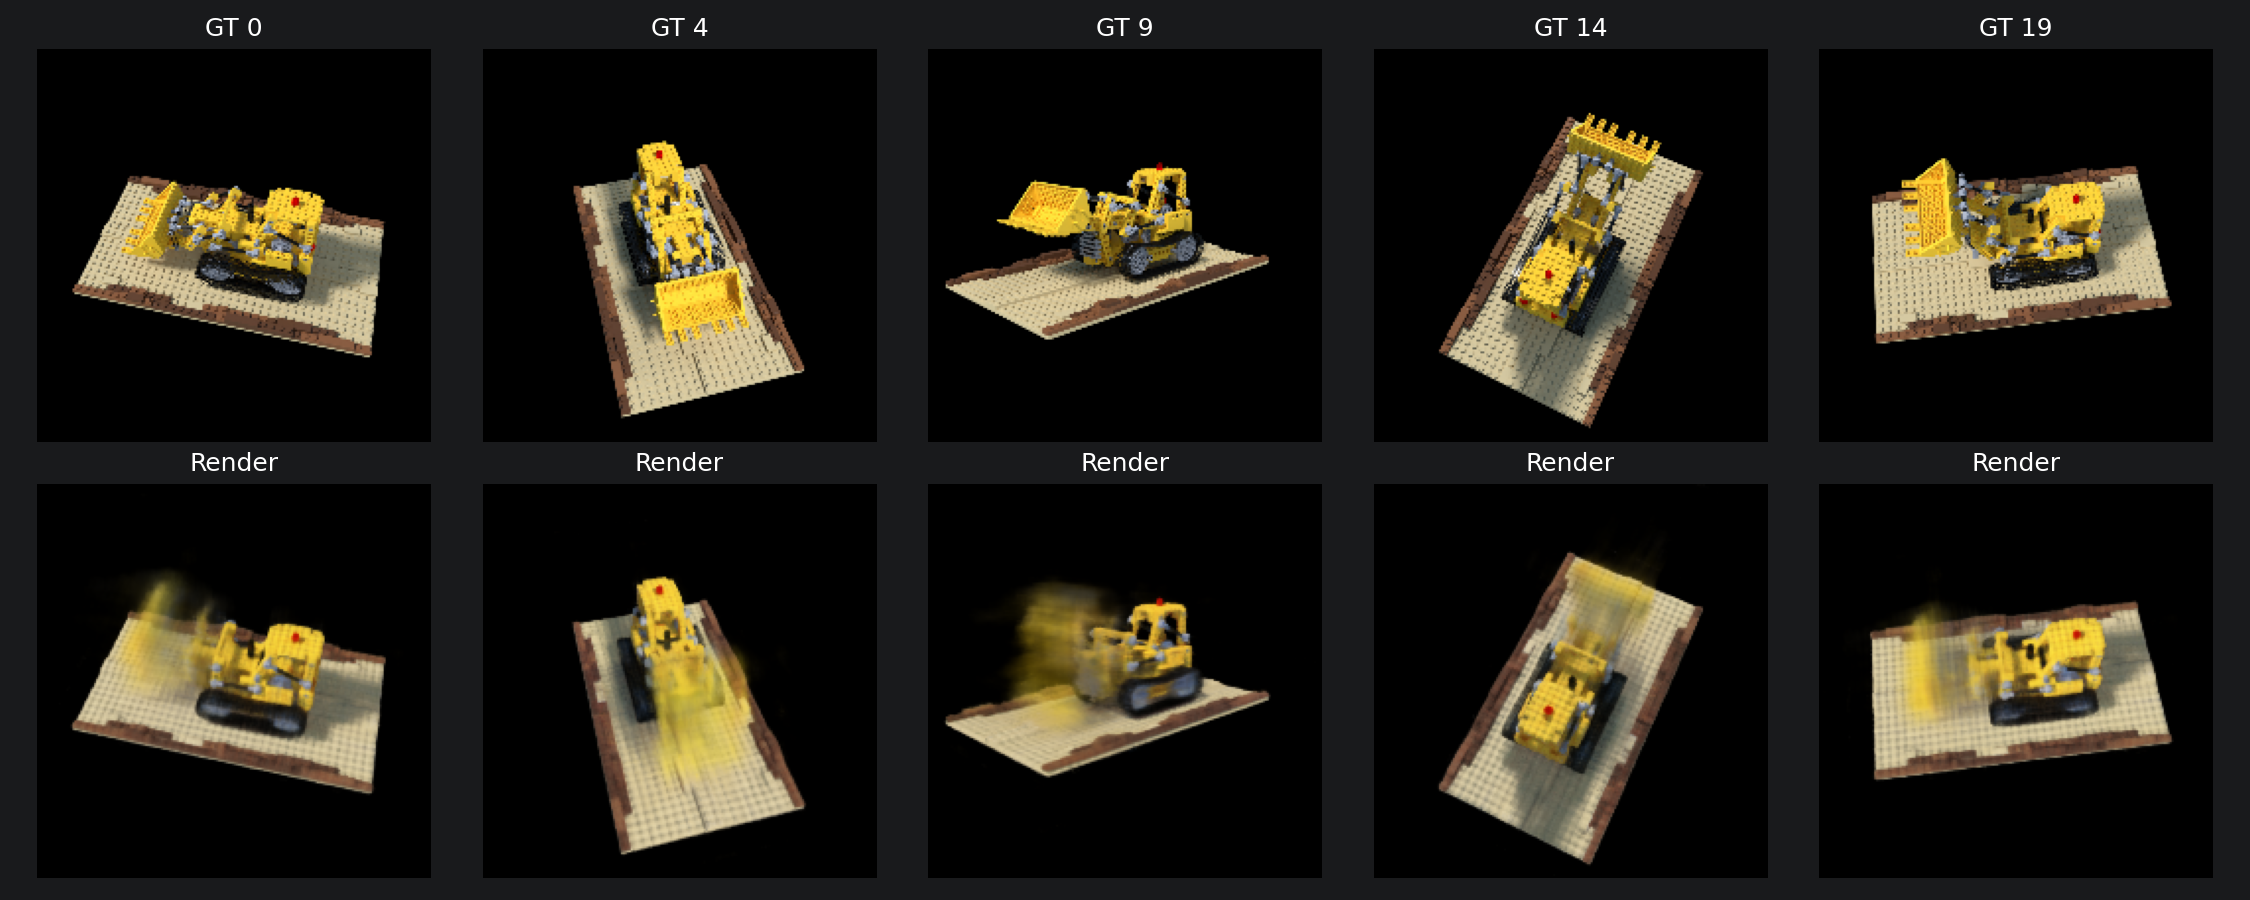 GT 0
GT 4
GT 9
GT 14
GT 19
Render
Render
Render
Render
Render